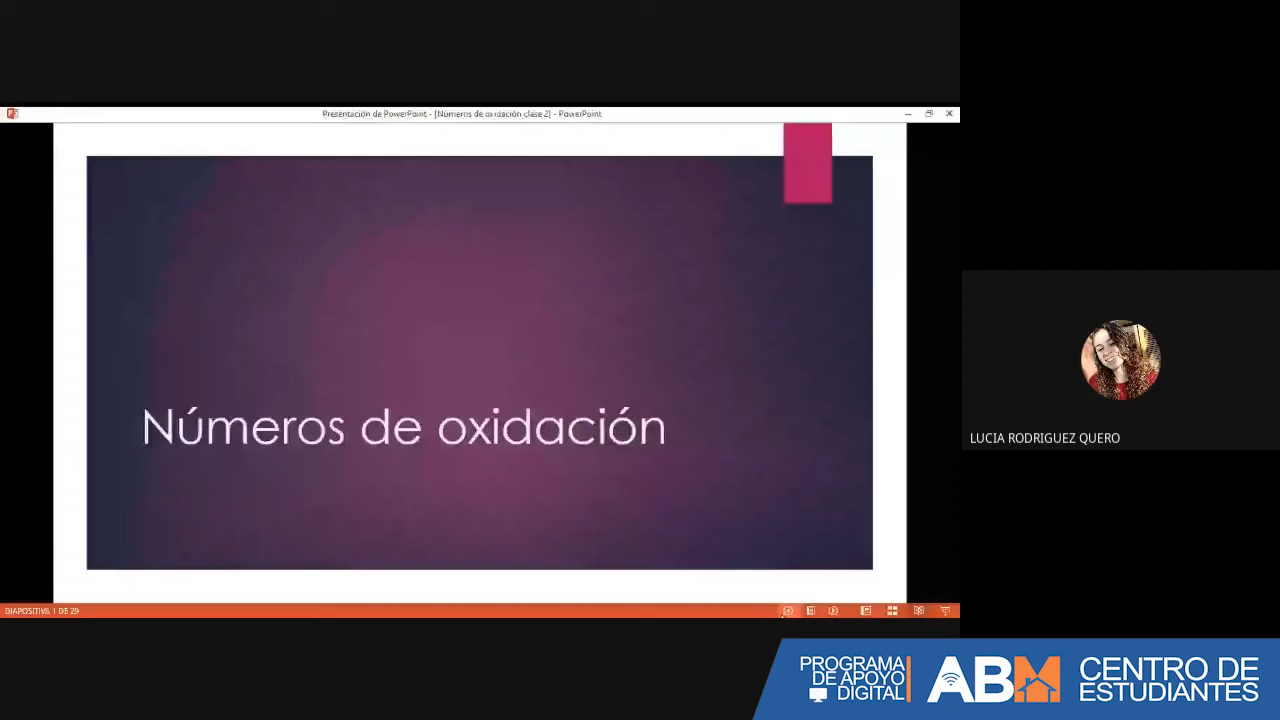 Presentación de PowerPoint - [Números de oxidación clase 2] - PowerPoint
Números de oxidación
LUCIA RODRIGUEZ QUERO
DIAPOSITIVA 1 DE 29
PROGRAMA
DE APOYO
DIGITAL
ABM
CENTRO DE
ESTUDIANTES